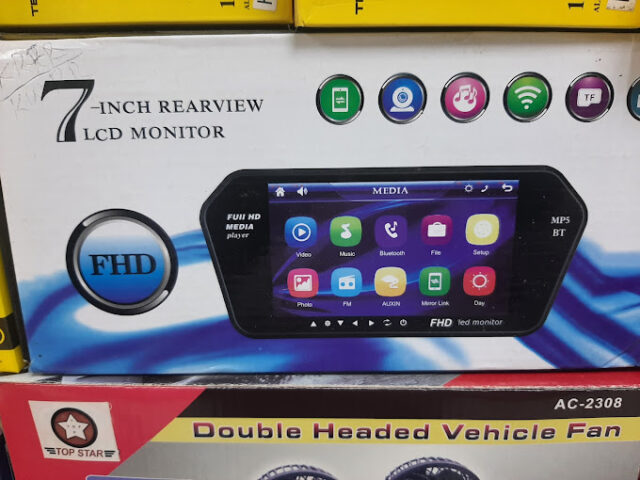 7-INCH REARVIEW
LCD MONITOR
TF
MEDIA
FUll HD
MEDIA
player
MP5
BT
Video
Music
Bluetooth
File
Setup
Photo
FM
AUXIN
Mirror Link
Day
FHD led monitor
FHD
AC-2308
TOP STAR
Double Headed Vehicle Fan